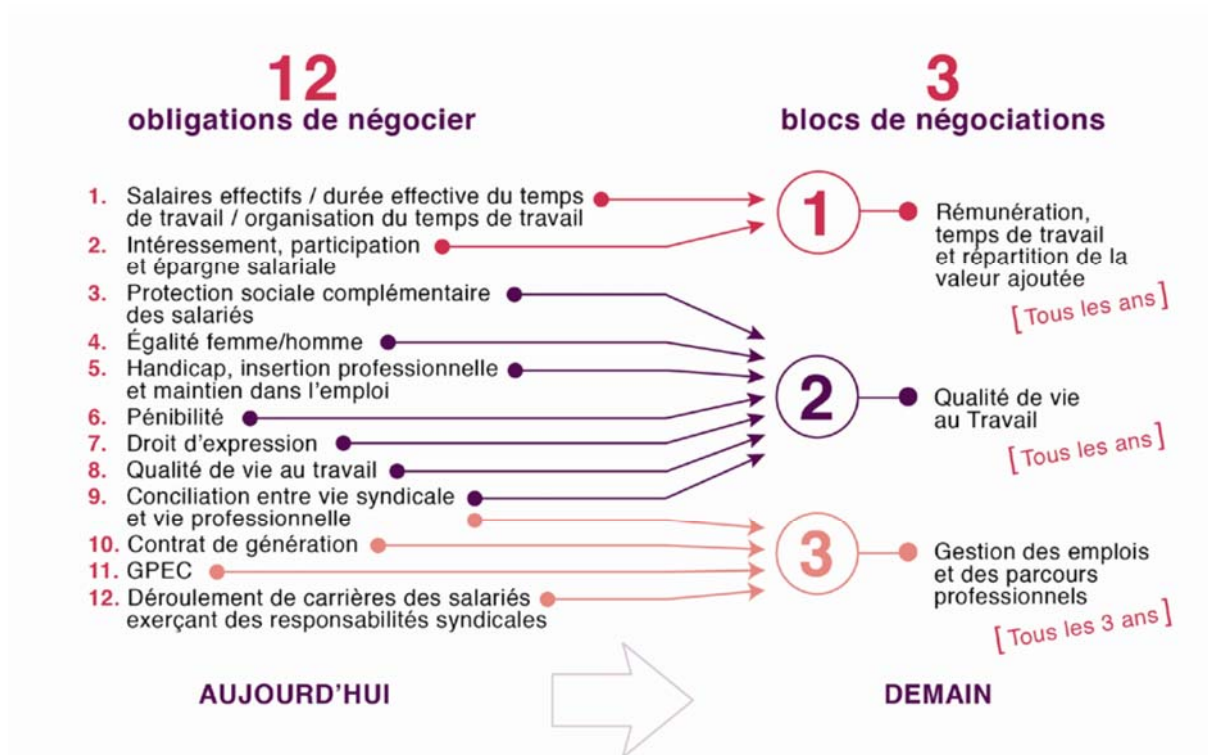 12
obligations de négocier
3
blocs de négociations
1. Salaires effectifs / durée effective du temps
de travail / organisation du temps de travail
2. Intéressement, participation
et épargne salariale
3. Protection sociale complémentaire
des salariés
4. Égalité femme/homme
5. Handicap, insertion professionnelle
et maintien dans l'emploi
6. Pénibilité
7. Droit d'expression
8. Qualité de vie au travail
9. Conciliation entre vie syndicale
et vie professionnelle
10. Contrat de génération
11. GPEC
12. Déroulement de carrières des salariés
exerçant des responsabilités syndicales
1
Rémunération,
temps de travail
et répartition de la
valeur ajoutée
[Tous les ans]
2
Qualité de vie
au Travail
[Tous les ans]
3
Gestion des emplois
et des parcours
professionnels
[Tous les 3 ans]
AUJOURD'HUI
DEMAIN